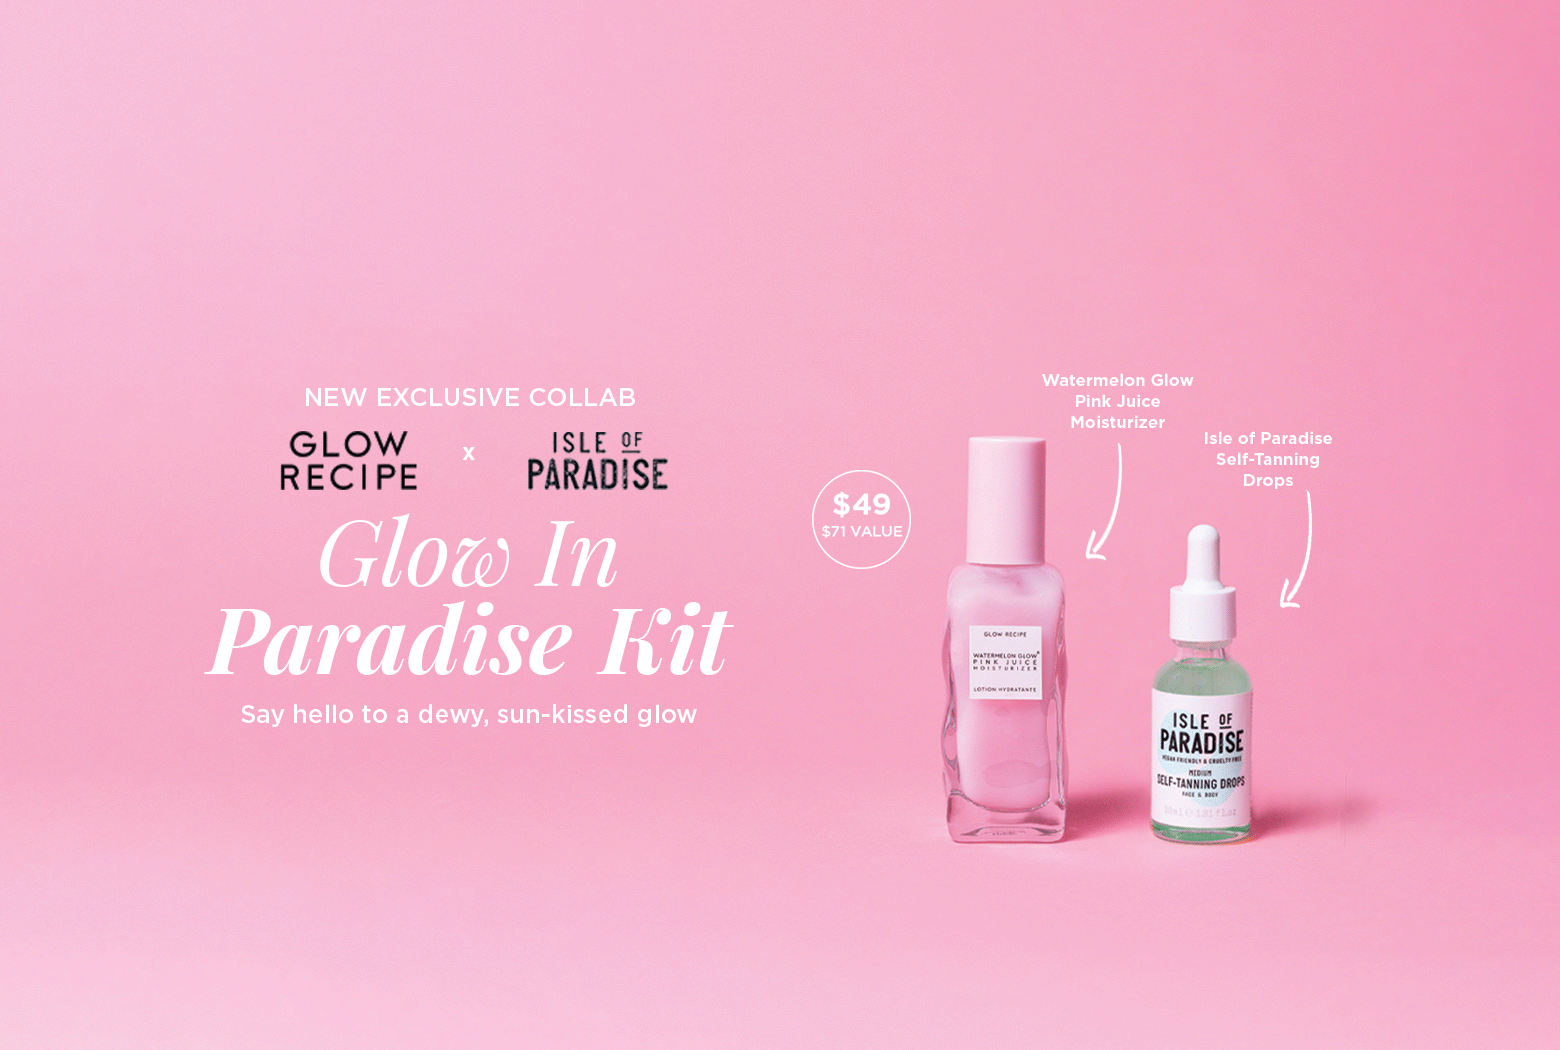 NEW EXCLUSIVE COLLAB
GLOW
RECIPE
x
ISLE OF
PARADISE
Glow In
Paradise Kit
Say hello to a dewy, sun-kissed glow
$49
$71 VALUE
Watermelon Glow
Pink Juice
Moisturizer
Isle of Paradise
Self-Tanning
Drops
GLOW RECIPE
WATERMELON GLOW
PINK JUICE
MOISTURIZER
LOTION HYDRATANTE
ISLE OF
PARADISE
VEGAN FRIENDLY & CRUELTY FREE
MEDIUM
SELF-TANNING DROPS
FACE & BODY